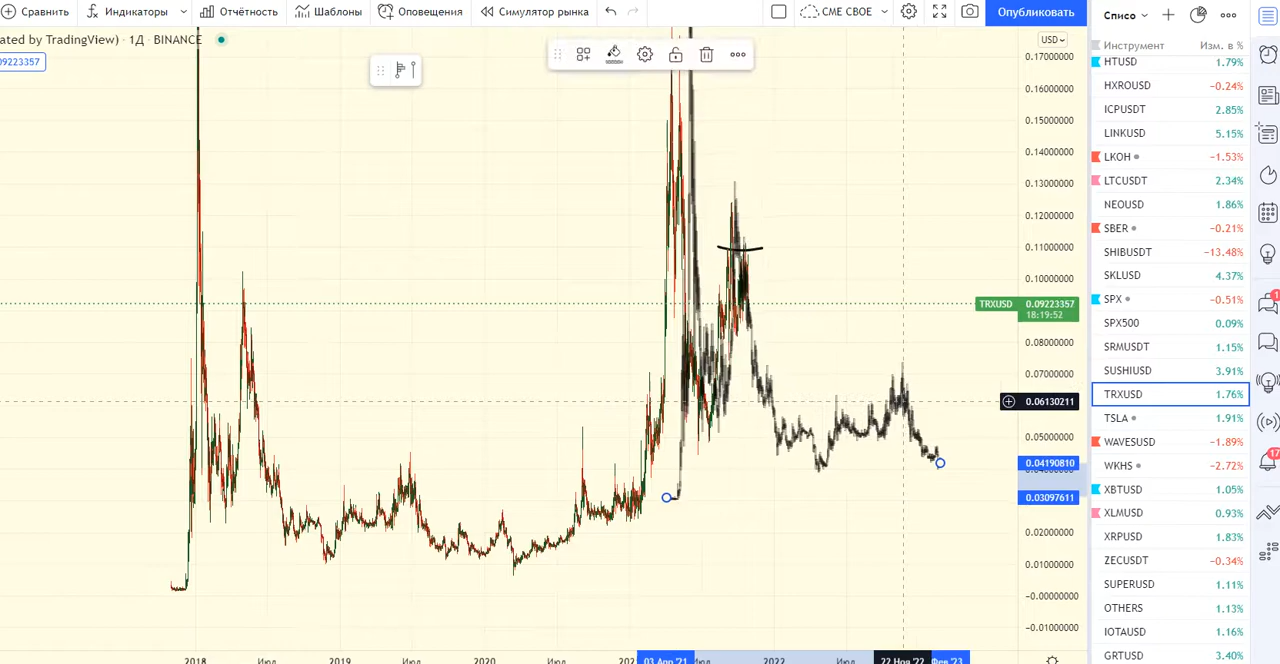 Сравнить Индикаторы Отчётность Шаблоны Оповещения Симулятор рынка CME СВОЕ Опубликовать Списо
ated by TradingView) · 1Д · BINANCE
USD
Инструмент Изм. в %
09223357
HTUSD 1.79%
0.17000000
HXROUSD −0.24%
0.16000000
ICPUSDT 2.85%
0.15000000
LINKUSD 5.15%
0.14000000
LKOH −1.53%
0.13000000
LTCUSDT 2.34%
NEOUSD 1.86%
0.12000000
SBER −0.21%
0.11000000
SHIBUSDT −13.48%
0.10000000
SKLUSD 4.37%
TRXUSD 0.09223357
18:19:52
SPX −0.51%
SPX500 0.09%
0.08000000
SRMUSDT 1.15%
0.07000000
SUSHIUSD 3.91%
0.06130211
TRXUSD 1.76%
TSLA 1.91%
0.05000000
WAVESUSD −1.89%
0.04190810
WKHS −2.72%
0.03097611
XBTUSD 1.05%
17
XLMUSD 0.93%
0.02000000
XRPUSD 1.83%
0.01000000
ZECUSDT −0.34%
−0.00000000
SUPERUSD 1.11%
OTHERS 1.13%
−0.01000000
IOTAUSD 1.16%
GRTUSD 3.40%
2018 Июл 2019 Июл 2020 Июл 03 Апр '21 Июл 2022 22 Ноя '22 Фев '23